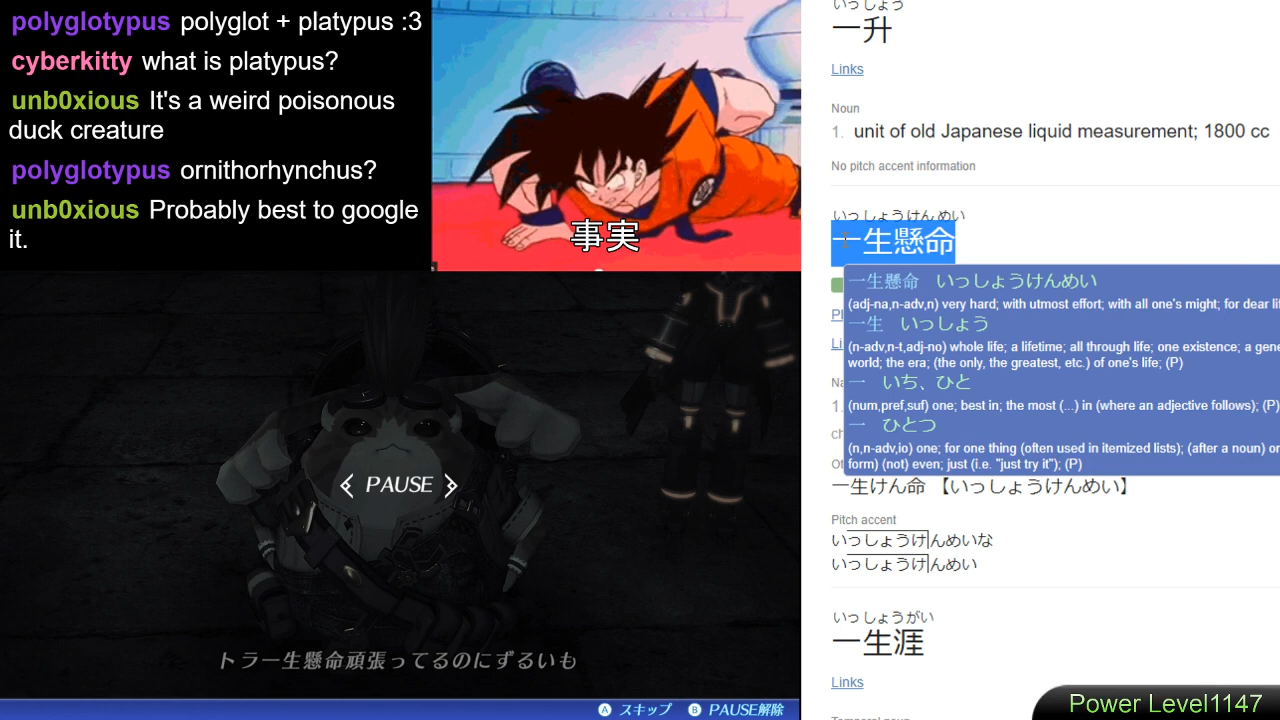 polyglotypus polyglot + platypus :3
cyberkitty what is platypus?
unb0xious It's a weird poisonous
duck creature
polyglotypus ornithorhynchus?
unb0xious Probably best to google
it.
事実
< PAUSE >
トラ一生懸命頑張ってるのにずるいも
A スキップ B PAUSE解除
いっしょう
一升
Links
Noun
1. unit of old Japanese liquid measurement; 1800 cc
No pitch accent information
いっしょうけんめい
一生懸命
一生懸命 いっしょうけんめい
(adj-na,n-adv,n) very hard; with utmost effort; with all one's might; for dear
一生 いっしょう
(n-adv,n-t,adj-no) whole life; a lifetime; all through life; one existence; a
world; the era; (the only, the greatest, etc.) of one's life; (P)
一 いち、ひと
(num,pref,suf) one; best in; the most (...) in (where an adjective follows); (P)
一 ひとつ
(n,n-adv,io) one; for one thing (often used in itemized lists); (after a noun)
form) (not) even; just (i.e. "just try it"); (P)
1.
一生けん命 【いっしょうけんめい】
Pitch accent
いっしょうけんめいな
いっしょうけんめい
いっしょうがい
一生涯
Links
Power Level1147